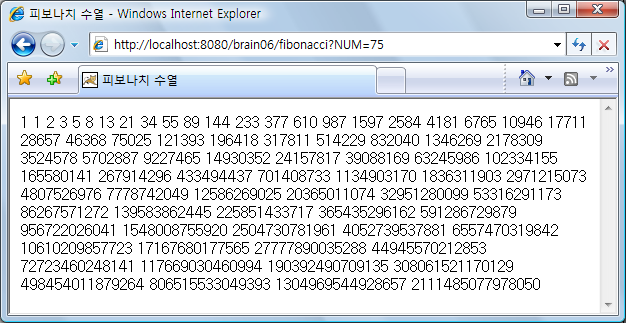 피보나치 수열 - Windows Internet Explorer
http://localhost:8080/brain06/fibonacci?NUM=75
피보나치 수열
1 1 2 3 5 8 13 21 34 55 89 144 233 377 610 987 1597 2584 4181 6765 10946 17711
28657 46368 75025 121393 196418 317811 514229 832040 1346269 2178309
3524578 5702887 9227465 14930352 24157817 39088169 63245986 102334155
165580141 267914296 433494437 701408733 1134903170 1836311903 2971215073
4807526976 7778742049 12586269025 20365011074 32951280099 53316291173
86267571272 139583862445 225851433717 365435296162 591286729879
956722026041 1548008755920 2504730781961 4052739537881 6557470319842
10610209857723 17167680177565 27777890035288 44945570212853
72723460248141 117669030460994 190392490709135 308061521170129
498454011879264 806515533049393 1304969544928657 2111485077978050